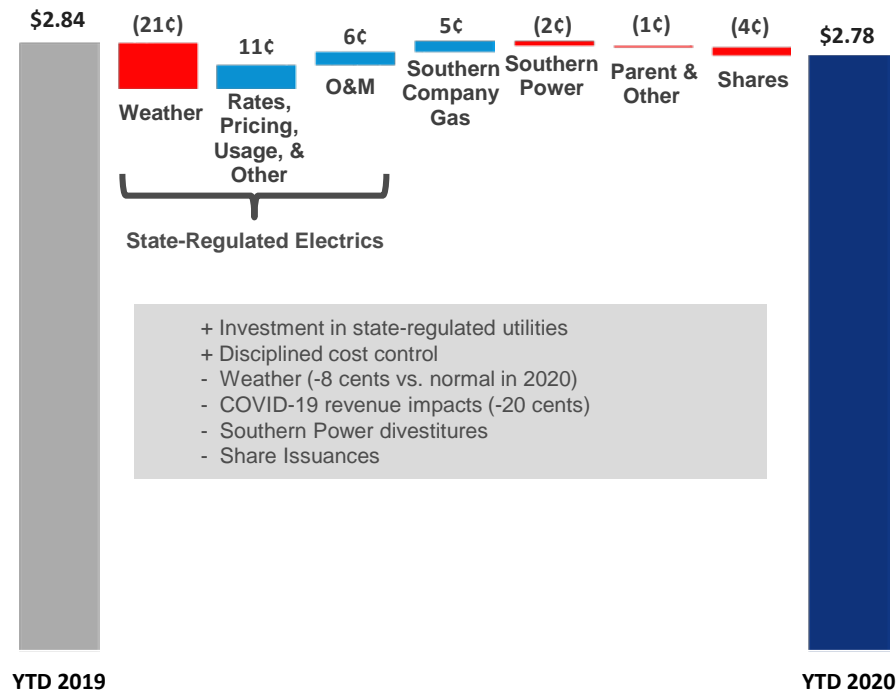 $2.84
(21¢)
11¢
6¢
5¢
(2¢)
(1¢)
(4¢)
$2.78
Weather
Rates,
Pricing,
Usage, &
Other
O&M
Southern
Company
Gas
Southern
Power
Parent &
Other
Shares
State-Regulated Electrics
+ Investment in state-regulated utilities
+ Disciplined cost control
- Weather (-8 cents vs. normal in 2020)
- COVID-19 revenue impacts (-20 cents)
- Southern Power divestitures
- Share Issuances
YTD 2019
YTD 2020